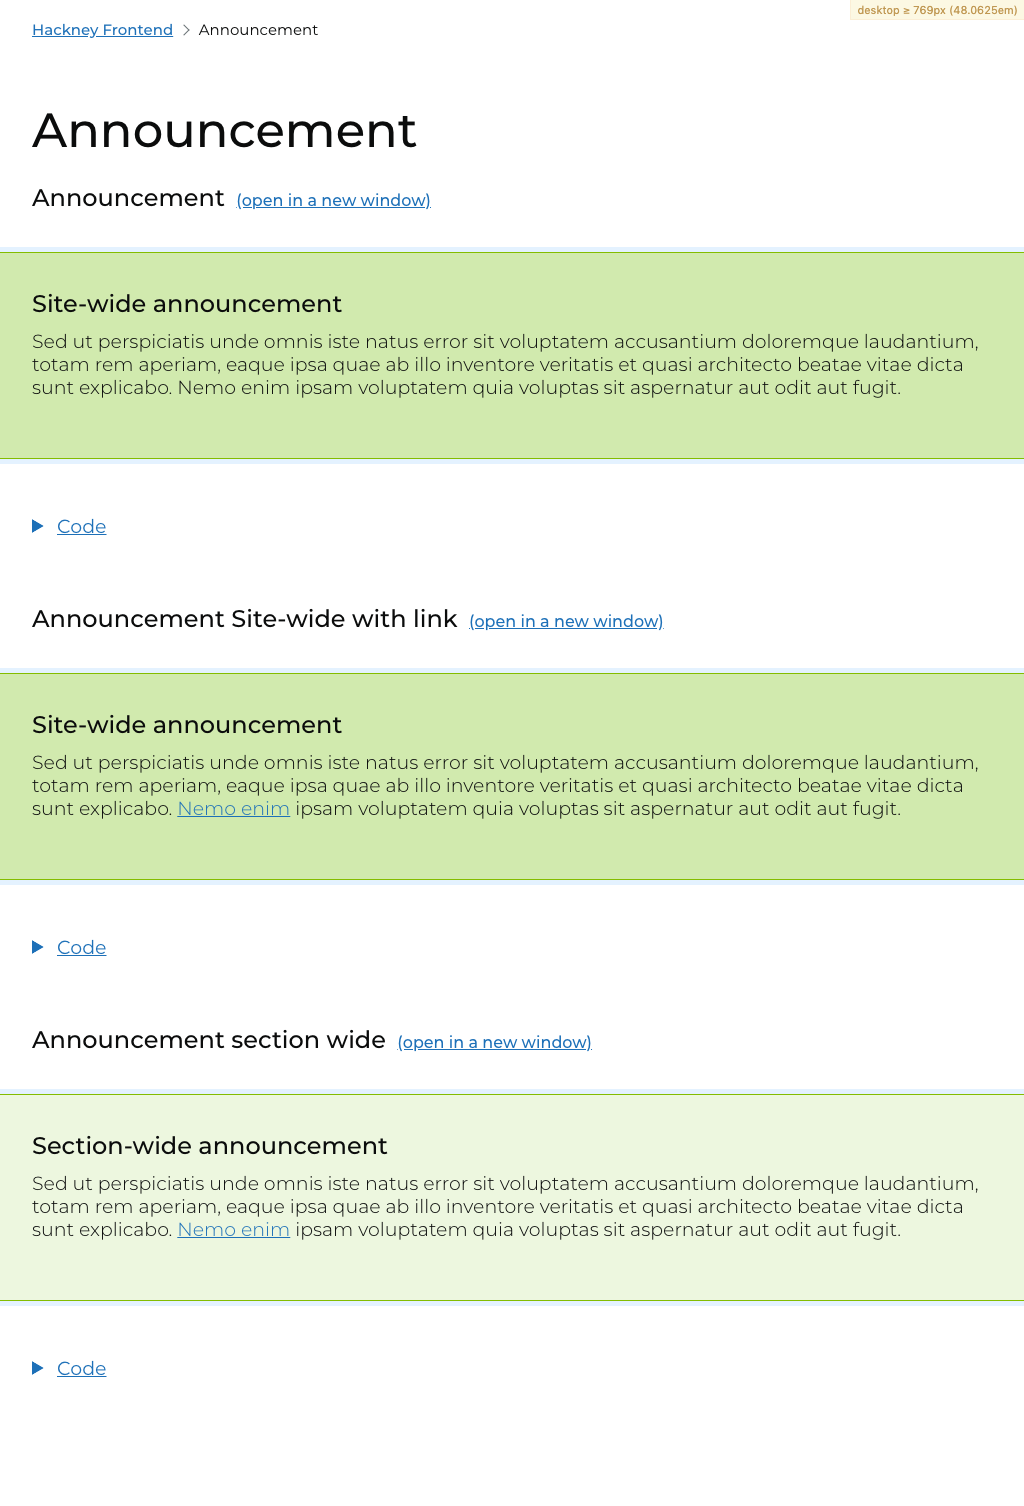 desktop ≥ 769px (48.0625em)
Hackney Frontend > Announcement
Announcement
Announcement (open in a new window)
Site-wide announcement
Sed ut perspiciatis unde omnis iste natus error sit voluptatem accusantium doloremque laudantium,
totam rem aperiam, eaque ipsa quae ab illo inventore veritatis et quasi architecto beatae vitae dicta
sunt explicabo. Nemo enim ipsam voluptatem quia voluptas sit aspernatur aut odit aut fugit.
Code
Announcement Site-wide with link (open in a new window)
Site-wide announcement
Sed ut perspiciatis unde omnis iste natus error sit voluptatem accusantium doloremque laudantium,
totam rem aperiam, eaque ipsa quae ab illo inventore veritatis et quasi architecto beatae vitae dicta
sunt explicabo. Nemo enim ipsam voluptatem quia voluptas sit aspernatur aut odit aut fugit.
Code
Announcement section wide (open in a new window)
Section-wide announcement
Sed ut perspiciatis unde omnis iste natus error sit voluptatem accusantium doloremque laudantium,
totam rem aperiam, eaque ipsa quae ab illo inventore veritatis et quasi architecto beatae vitae dicta
sunt explicabo. Nemo enim ipsam voluptatem quia voluptas sit aspernatur aut odit aut fugit.
Code